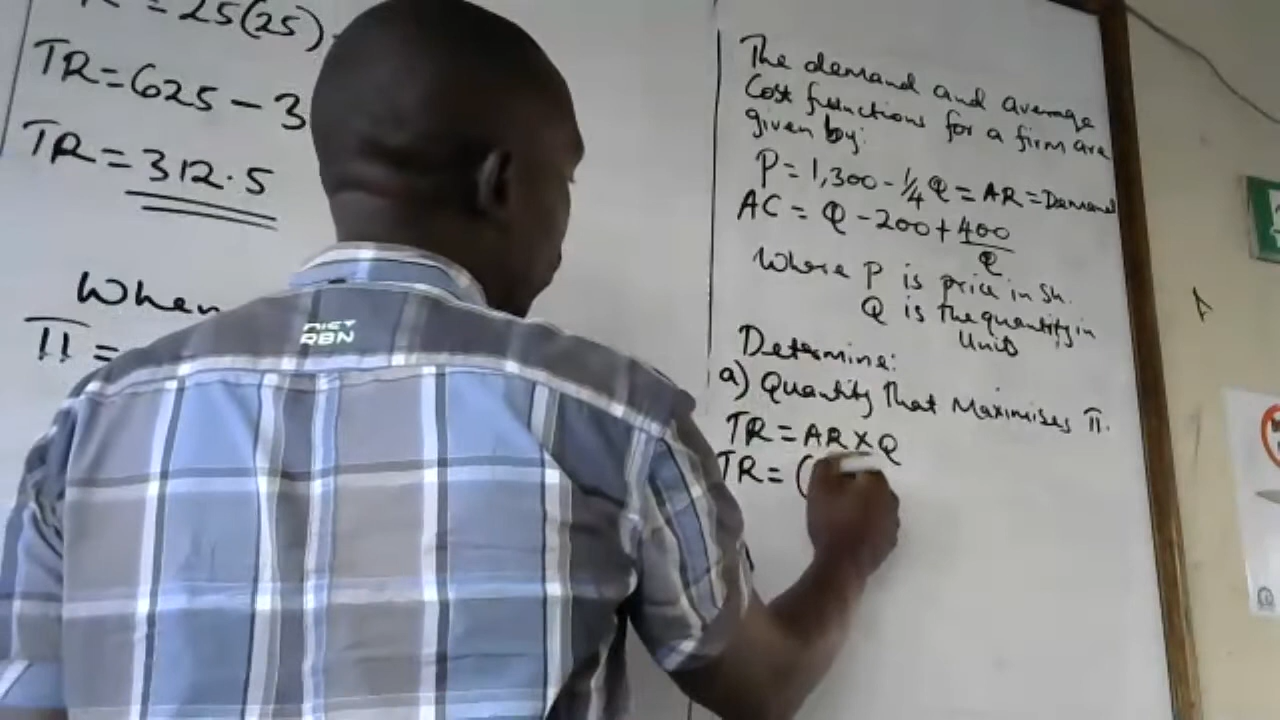 = 25(25)
TR = 625 - 3
TR = 312.5
When
π =
The demand and average
Cost functions for a firm are
given by:
P = 1,300 - 1/4 Q = AR = Demand
AC = Q - 200 + 400/Q
Where P is price in Sh.
Q is the quantity in
Units
Determine:
a) Quantity that Maximises π.
TR = AR × Q
TR = (
RBN